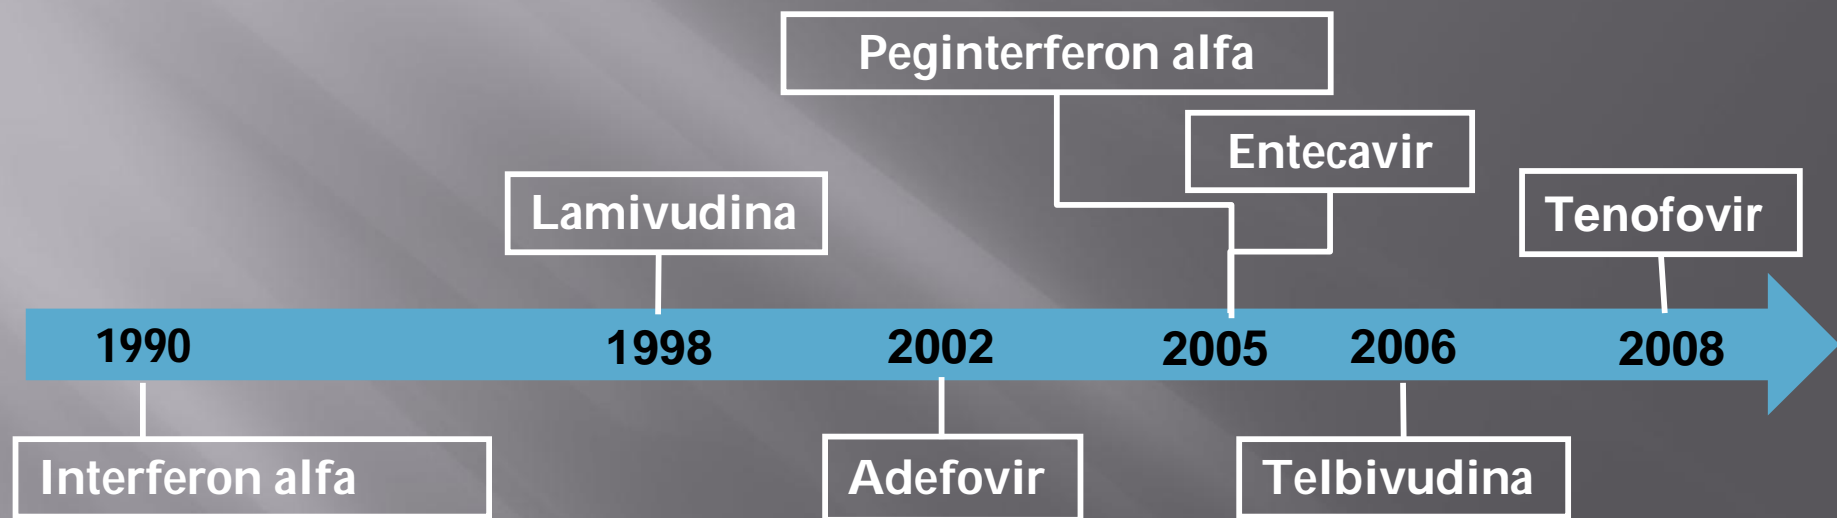 Peginterferon alfa
Entecavir
Lamivudina
Tenofovir
1990 1998 2002 2005 2006 2008
Interferon alfa
Adefovir
Telbivudina